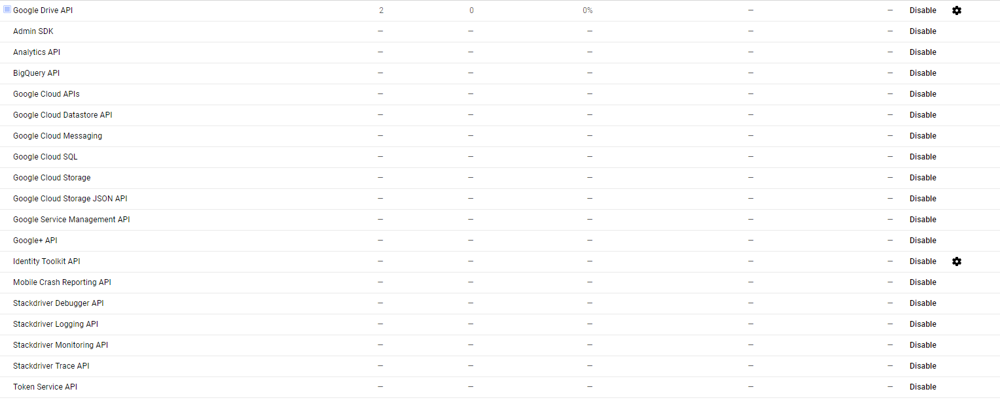 Google Drive API 2 0 0% — — Disable
Admin SDK — — — — — Disable
Analytics API — — — — — Disable
BigQuery API — — — — — Disable
Google Cloud APIs — — — — — Disable
Google Cloud Datastore API — — — — — Disable
Google Cloud Messaging — — — — — Disable
Google Cloud SQL — — — — — Disable
Google Cloud Storage — — — — — Disable
Google Cloud Storage JSON API — — — — — Disable
Google Service Management API — — — — — Disable
Google+ API — — — — — Disable
Identity Toolkit API — — — — — Disable
Mobile Crash Reporting API — — — — — Disable
Stackdriver Debugger API — — — — — Disable
Stackdriver Logging API — — — — — Disable
Stackdriver Monitoring API — — — — — Disable
Stackdriver Trace API — — — — — Disable
Token Service API — — — — — Disable